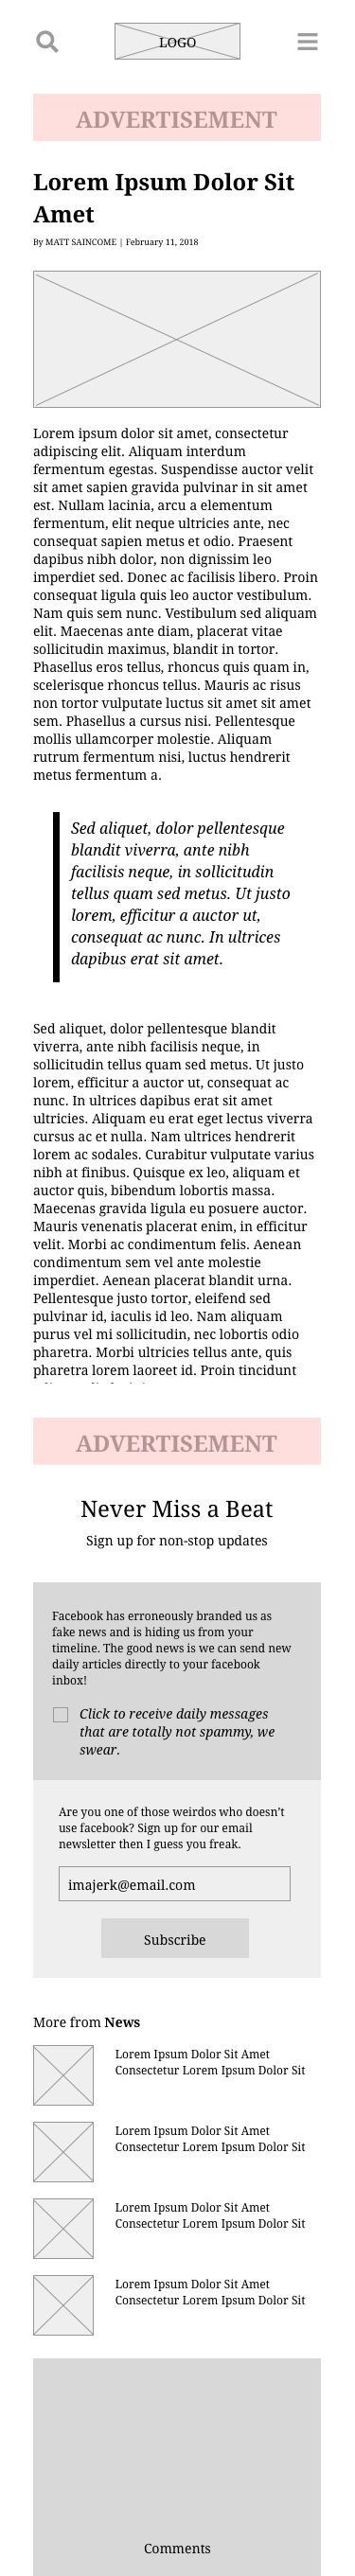 LOGO
ADVERTISEMENT
Lorem Ipsum Dolor Sit
Amet
By MATT SAINCOME | February 11, 2018
Lorem ipsum dolor sit amet, consectetur
adipiscing elit. Aliquam interdum
fermentum egestas. Suspendisse auctor velit
sit amet sapien gravida pulvinar in sit amet
est. Nullam lacinia, arcu a elementum
fermentum, elit neque ultricies ante, nec
consequat sapien metus et odio. Praesent
dapibus nibh dolor, non dignissim leo
imperdiet sed. Donec ac facilisis libero. Proin
consequat ligula quis leo auctor vestibulum.
Nam quis sem nunc. Vestibulum sed aliquam
elit. Maecenas ante diam, placerat vitae
sollicitudin maximus, blandit in tortor.
Phasellus eros tellus, rhoncus quis quam in,
scelerisque rhoncus tellus. Mauris ac risus
non tortor vulputate luctus sit amet sit amet
sem. Phasellus a cursus nisi. Pellentesque
mollis ullamcorper molestie. Aliquam
rutrum fermentum nisi, luctus hendrerit
metus fermentum a.
Sed aliquet, dolor pellentesque
blandit viverra, ante nibh
facilisis neque, in sollicitudin
tellus quam sed metus. Ut justo
lorem, efficitur a auctor ut,
consequat ac nunc. In ultrices
dapibus erat sit amet.
Sed aliquet, dolor pellentesque blandit
viverra, ante nibh facilisis neque, in
sollicitudin tellus quam sed metus. Ut justo
lorem, efficitur a auctor ut, consequat ac
nunc. In ultrices dapibus erat sit amet
ultricies. Aliquam eu erat eget lectus viverra
cursus ac et nulla. Nam ultrices hendrerit
lorem ac sodales. Curabitur vulputate varius
nibh at finibus. Quisque ex leo, aliquam et
auctor quis, bibendum lobortis massa.
Maecenas gravida ligula eu posuere auctor.
Mauris venenatis placerat enim, in efficitur
velit. Morbi ac condimentum felis. Aenean
condimentum sem vel ante molestie
imperdiet. Aenean placerat blandit urna.
Pellentesque justo tortor, eleifend sed
pulvinar id, iaculis id leo. Nam aliquam
purus vel mi sollicitudin, nec lobortis odio
pharetra. Morbi ultricies tellus ante, quis
pharetra lorem laoreet id. Proin tincidunt
ADVERTISEMENT
Never Miss a Beat
Sign up for non-stop updates
Facebook has erroneously branded us as
fake news and is hiding us from your
timeline. The good news is we can send new
daily articles directly to your facebook
inbox!
Click to receive daily messages
that are totally not spammy, we
swear.
Are you one of those weirdos who doesn't
use facebook? Sign up for our email
newsletter then I guess you freak.
imajerk@email.com
Subscribe
More from News
Lorem Ipsum Dolor Sit Amet
Consectetur Lorem Ipsum Dolor Sit
Lorem Ipsum Dolor Sit Amet
Consectetur Lorem Ipsum Dolor Sit
Lorem Ipsum Dolor Sit Amet
Consectetur Lorem Ipsum Dolor Sit
Lorem Ipsum Dolor Sit Amet
Consectetur Lorem Ipsum Dolor Sit
Comments